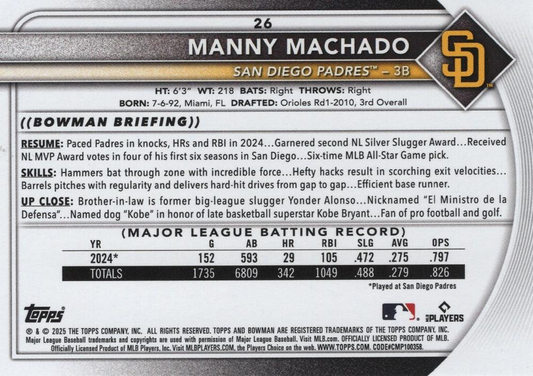 26
MANNY MACHADO
SD
SAN DIEGO PADRES™ – 3B
HT: 6'3" WT: 218 BATS: Right THROWS: Right
BORN: 7-6-92, Miami, FL DRAFTED: Orioles Rd1-2010, 3rd Overall
((BOWMAN BRIEFING))
RESUME: Paced Padres in knocks, HRs and RBI in 2024...Garnered second NL Silver Slugger Award...Received
NL MVP Award votes in four of his first six seasons in San Diego...Six-time MLB All-Star Game pick.
SKILLS: Hammers bat through zone with incredible force...Hefty hacks result in scorching exit velocities...
Barrels pitches with regularity and delivers hard-hit drives from gap to gap...Efficient base runner.
UP CLOSE: Brother-in-law is former big-league slugger Yonder Alonso...Nicknamed "El Ministro de la
Defensa"...Named dog "Kobe" in honor of late basketball superstar Kobe Bryant...Fan of pro football and golf.
(MAJOR LEAGUE BATTING RECORD)
YR G AB HR RBI SLG AVG OPS
2024* 152 593 29 105 .472 .275 .797
TOTALS 1735 6809 342 1049 .488 .279 .826
*Played at San Diego Padres
Topps
MLB PLAYERS
® & © 2025 THE TOPPS COMPANY, INC. ALL RIGHTS RESERVED. TOPPS AND BOWMAN ARE REGISTERED TRADEMARKS OF THE TOPPS COMPANY, INC.
Major League Baseball trademarks and copyrights are used with permission of Major League Baseball. Visit MLB.com. OFFICIALLY LICENSED PRODUCT OF MLB.
Officially Licensed Product of MLB Players, Inc. Visit MLBPLAYERS.COM, the Players Choice on the web. WWW.TOPPS.COM. CODE#CMP100358.